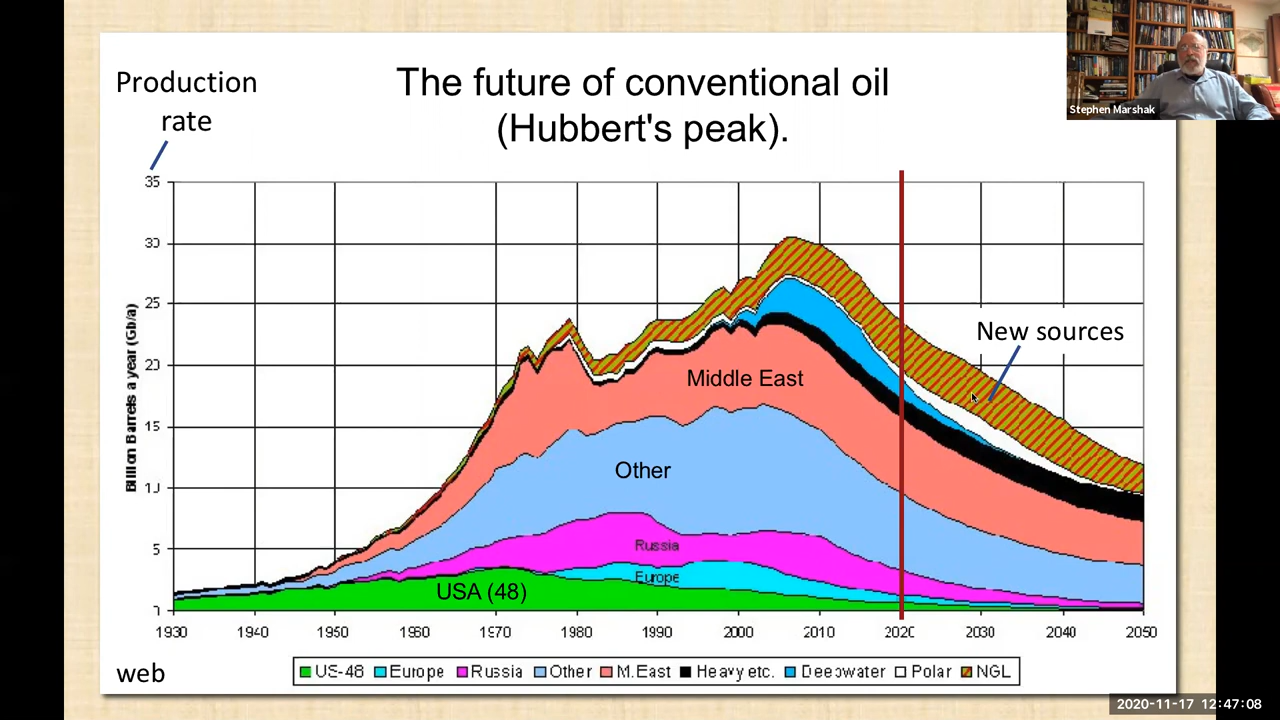 Production
rate
The future of conventional oil
(Hubbert's peak).
Stephen Marshak
35
30
25
20
15
10
5
Billion Barrels a year (Gb/a)
New sources
Middle East
Other
Russia
Europe
USA (48)
1930 1940 1950 1960 1970 1980 1990 2000 2010 2020 2030 2040 2050
US-48 Europe Russia Other M.East Heavy etc. Deepwater Polar NGL
web
2020-11-17 12:47:08